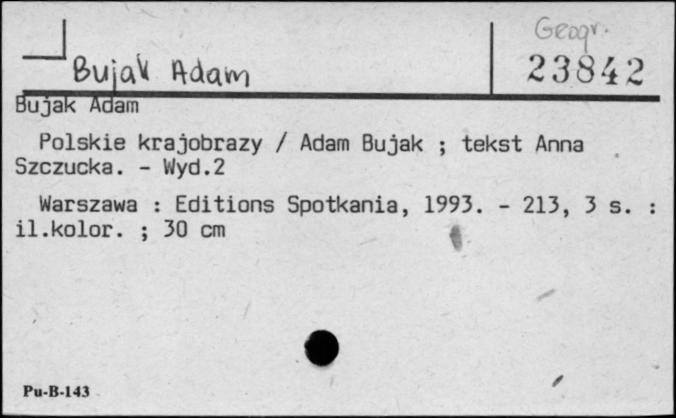 Geogr.
Bujak Adam
23842
Bujak Adam
Polskie krajobrazy / Adam Bujak ; tekst Anna
Szczucka. - Wyd.2
Warszawa : Editions Spotkania, 1993. - 213, 3 s. :
il.kolor. ; 30 cm
Pu-B-143